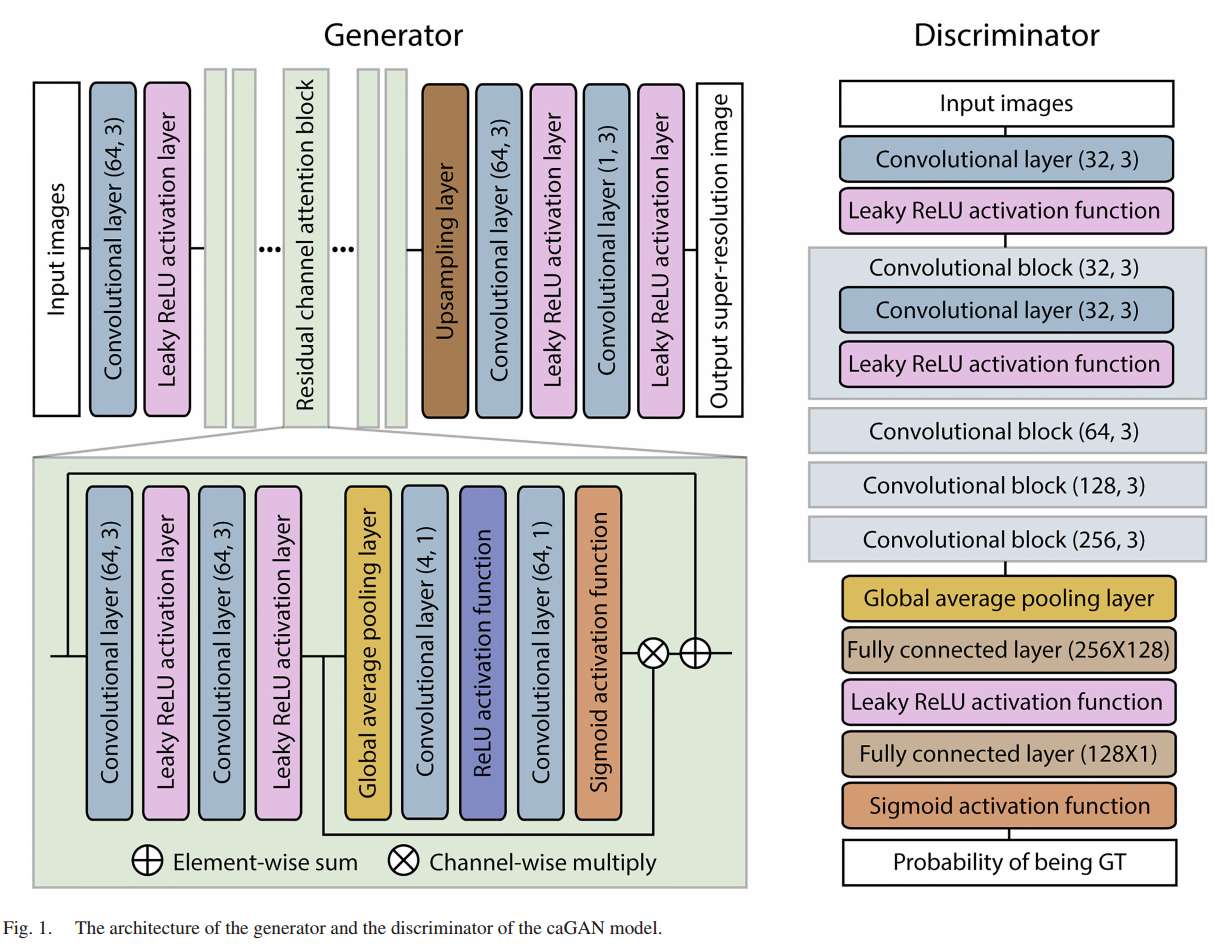 Generator
Input images
Convolutional layer (64, 3)
Leaky ReLU activation layer
Residual channel attention block
Upsampling layer
Convolutional layer (64, 3)
Leaky ReLU activation layer
Convolutional layer (1, 3)
Leaky ReLU activation layer
Output super-resolution image
Convolutional layer (64, 3)
Leaky ReLU activation layer
Convolutional layer (64, 3)
Leaky ReLU activation layer
Global average pooling layer
Convolutional layer (4, 1)
ReLU activation function
Convolutional layer (64, 1)
Sigmoid activation function
Element-wise sum
Channel-wise multiply
Discriminator
Input images
Convolutional layer (32, 3)
Leaky ReLU activation function
Convolutional block (32, 3)
Convolutional layer (32, 3)
Leaky ReLU activation function
Convolutional block (64, 3)
Convolutional block (128, 3)
Convolutional block (256, 3)
Global average pooling layer
Fully connected layer (256X128)
Leaky ReLU activation function
Fully connected layer (128X1)
Sigmoid activation function
Probability of being GT
Fig. 1. The architecture of the generator and the discriminator of the caGAN model.